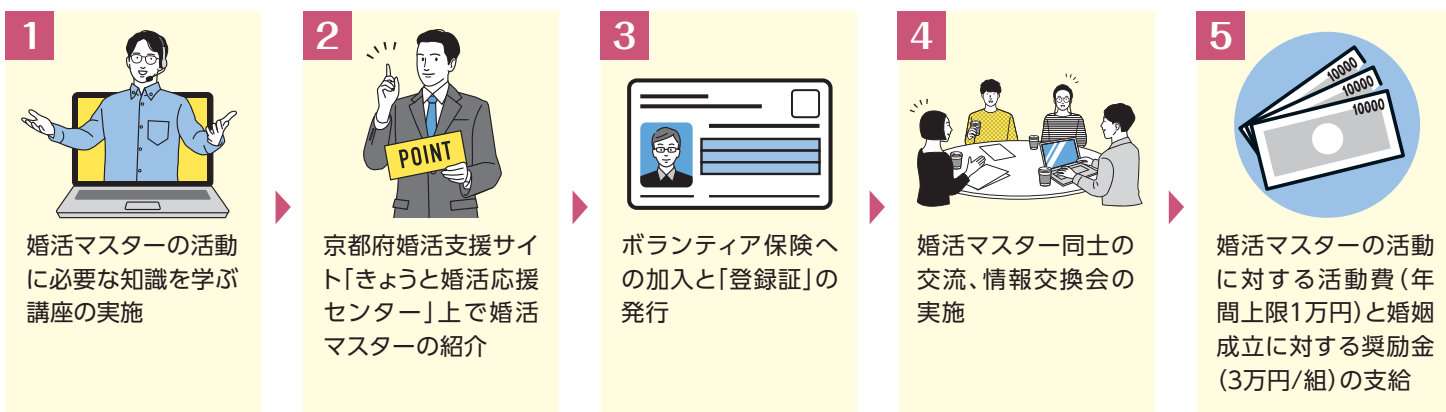 1
婚活マスターの活動
に必要な知識を学ぶ
講座の実施
2
POINT
京都府婚活支援サイ
ト「きょうと婚活応援
センター」上で婚活
マスターの紹介
3
ボランティア保険へ
の加入と「登録証」の
発行
4
婚活マスター同士の
交流、情報交換会の
実施
5
10000
10000
10000
婚活マスターの活動
に対する活動費(年
間上限1万円)と婚姻
成立に対する奨励金
(3万円/組)の支給